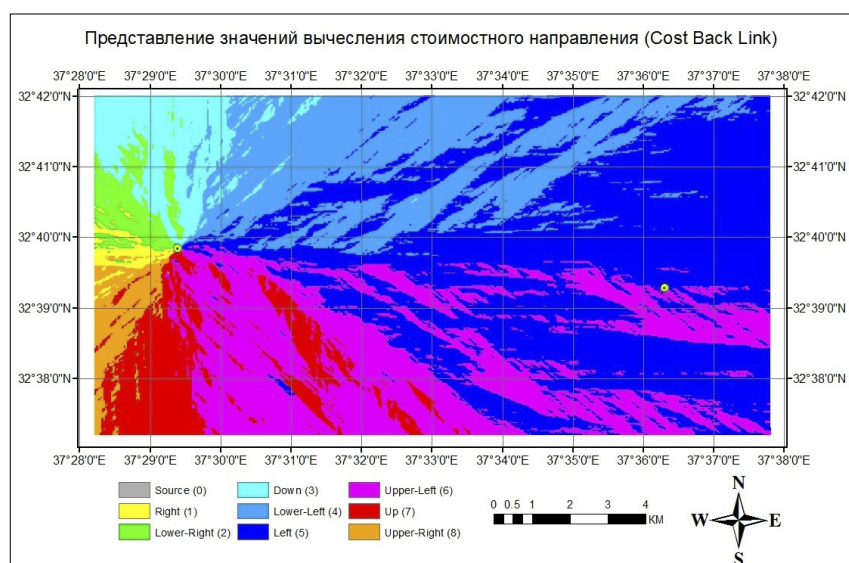 Представление значений вычесления стоимостного направления (Cost Back Link)
37°28'0"E 37°29'0"E 37°30'0"E 37°31'0"E 37°32'0"E 37°33'0"E 37°34'0"E 37°35'0"E 37°36'0"E 37°37'0"E 37°38'0"E
32°42'0"N 32°42'0"N
32°41'0"N 32°41'0"N
32°40'0"N 32°40'0"N
32°39'0"N 32°39'0"N
32°38'0"N 32°38'0"N
37°28'0"E 37°29'0"E 37°30'0"E 37°31'0"E 37°32'0"E 37°33'0"E 37°34'0"E 37°35'0"E 37°36'0"E 37°37'0"E 37°38'0"E
Source (0) Down (3) Upper-Left (6)
Right (1) Lower-Left (4) Up (7)
Lower-Right (2) Left (5) Upper-Right (8)
0 0.5 1 2 3 4
KM
N
W E
S